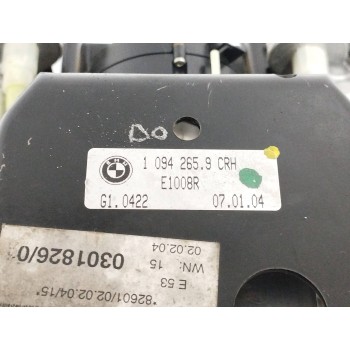 DO
BMW
1 094 265.9 CRH
E1008R
G1.0422 07.01.04
*82601/02.02.04/15*
0301826/0
WN: 15 02.02.04
E 53